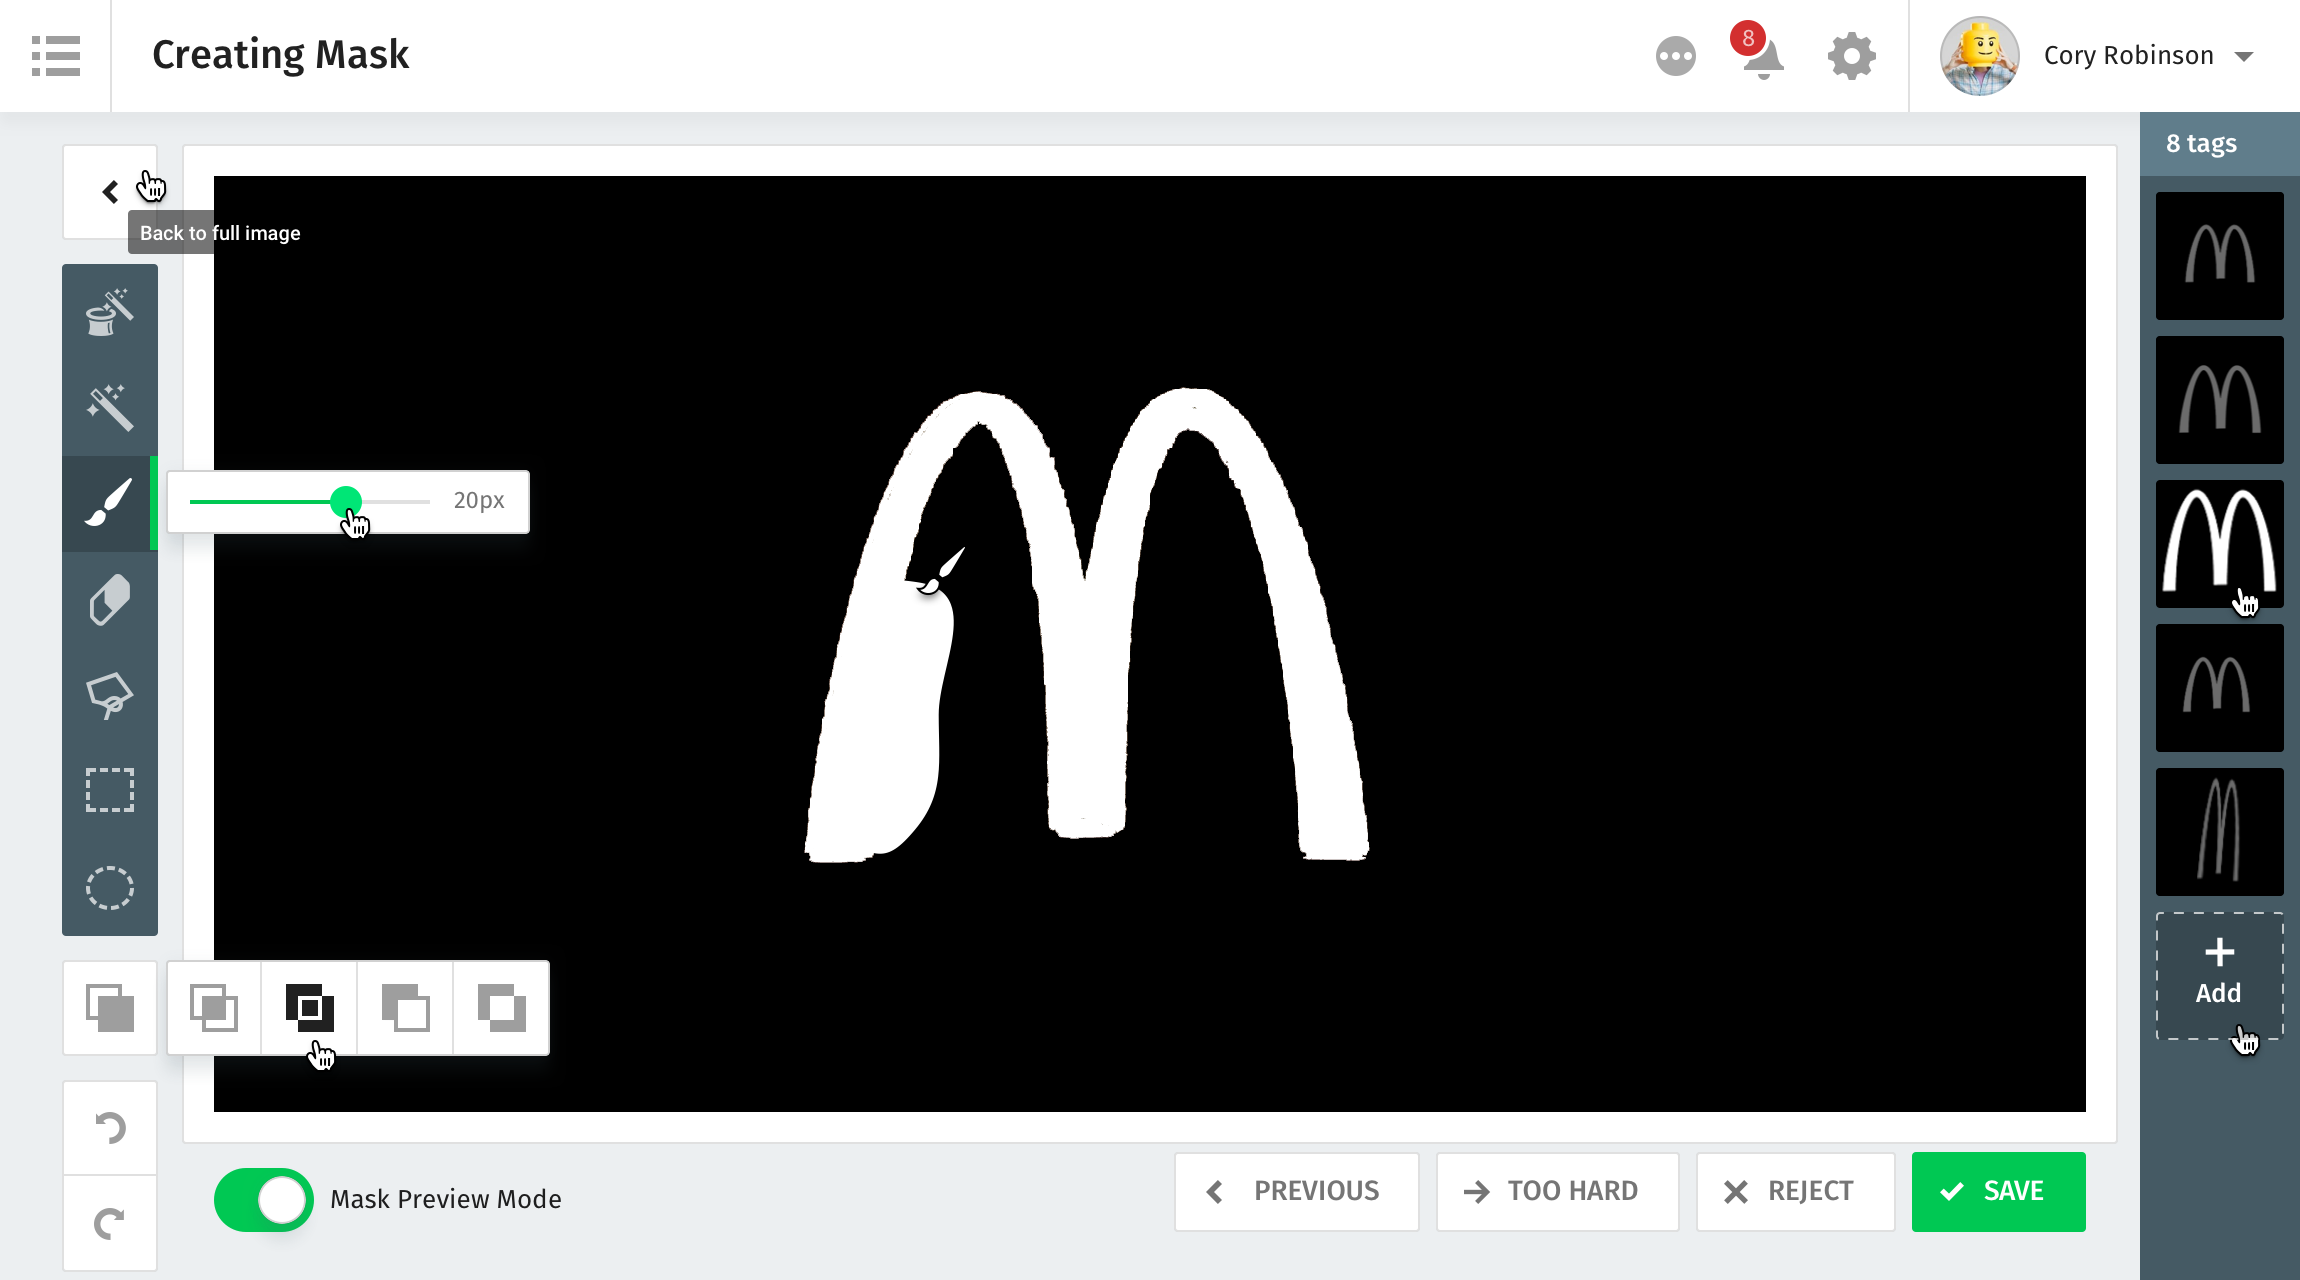 Creating Mask
8
Cory Robinson
Back to full image
8 tags
20px
Add
Mask Preview Mode
PREVIOUS
TOO HARD
REJECT
SAVE